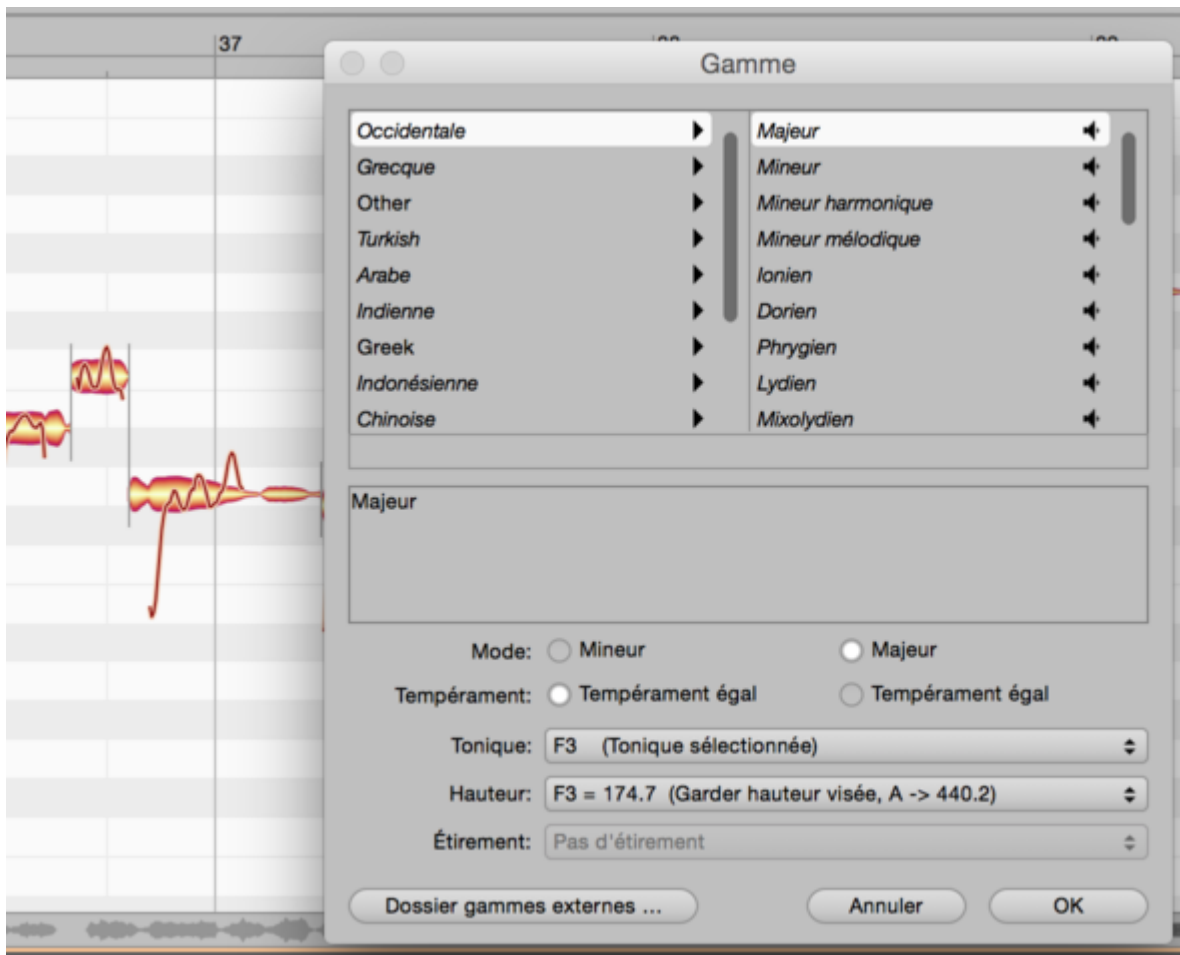 37
Gamme
Occidentale
Grecque
Other
Turkish
Arabe
Indienne
Greek
Indonésienne
Chinoise
Majeur
Mineur
Mineur harmonique
Mineur mélodique
Ionien
Dorien
Phrygien
Lydien
Mixolydien
Majeur
Mode: Mineur Majeur
Tempérament: Tempérament égal Tempérament égal
Tonique: F3 (Tonique sélectionnée)
Hauteur: F3 = 174.7 (Garder hauteur visée, A -> 440.2)
Étirement: Pas d'étirement
Dossier gammes externes ... Annuler OK